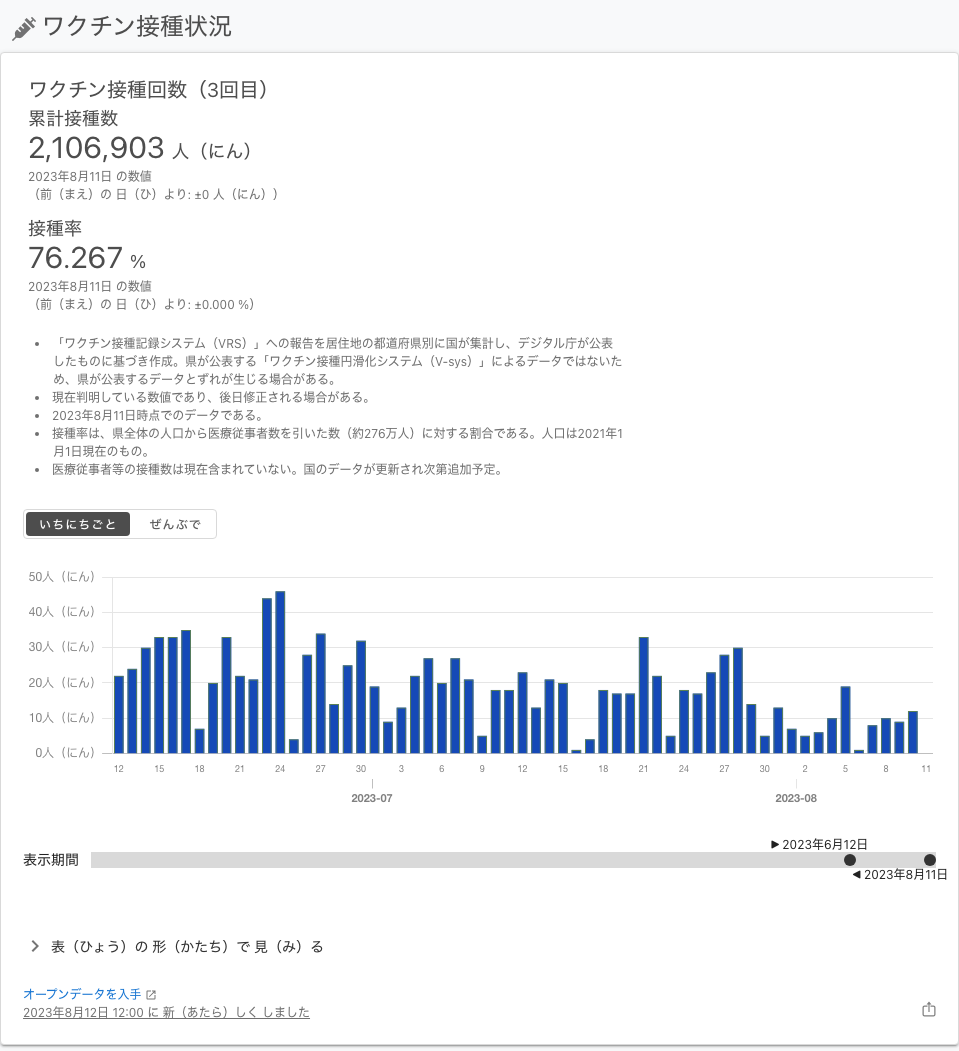 ワクチン接種状況
ワクチン接種回数（3回目）
累計接種数
2,106,903 人（にん）
2023年8月11日 の数値
（前（まえ）の 日（ひ）より: ±0 人（にん））
接種率
76.267 %
2023年8月11日 の数値
（前（まえ）の 日（ひ）より: ±0.000 %）
「ワクチン接種記録システム（VRS）」への報告を居住地の都道府県別に国が集計し、デジタル庁が公表
したものに基づき作成。県が公表する「ワクチン接種円滑化システム（V-sys）」によるデータではないた
め、県が公表するデータとずれが生じる場合がある。
現在判明している数値であり、後日修正される場合がある。
2023年8月11日時点でのデータである。
接種率は、県全体の人口から医療従事者数を引いた数（約276万人）に対する割合である。人口は2021年1
月1日現在のもの。
医療従事者等の接種数は現在含まれていない。国のデータが更新され次第追加予定。
いちにちごと ぜんぶで
50人（にん）
40人（にん）
30人（にん）
20人（にん）
10人（にん）
0人（にん）
12 15 18 21 24 27 30 3 6 9 12 15 18 21 24 27 30 2 5 8 11
2023-07 2023-08
2023年6月12日
表示期間
2023年8月11日
表（ひょう）の 形（かたち）で 見（み）る
オープンデータを入手
2023年8月12日 12:00 に 新（あたら）しく しました